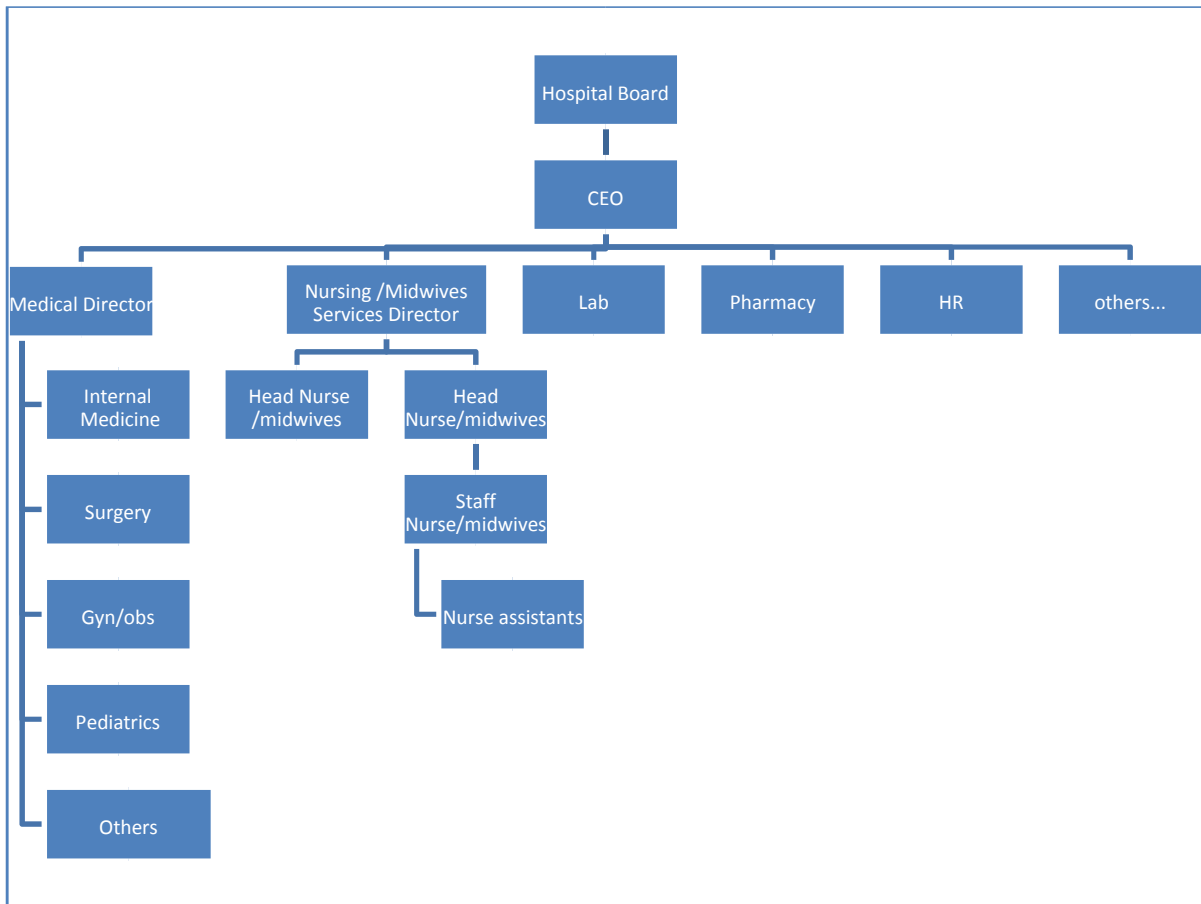 Hospital Board
CEO
Medical Director
Nursing /Midwives
Services Director
Lab
Pharmacy
HR
others...
Internal
Medicine
Head Nurse
/midwives
Head
Nurse/midwives
Surgery
Staff
Nurse/midwives
Gyn/obs
Nurse assistants
Pediatrics
Others